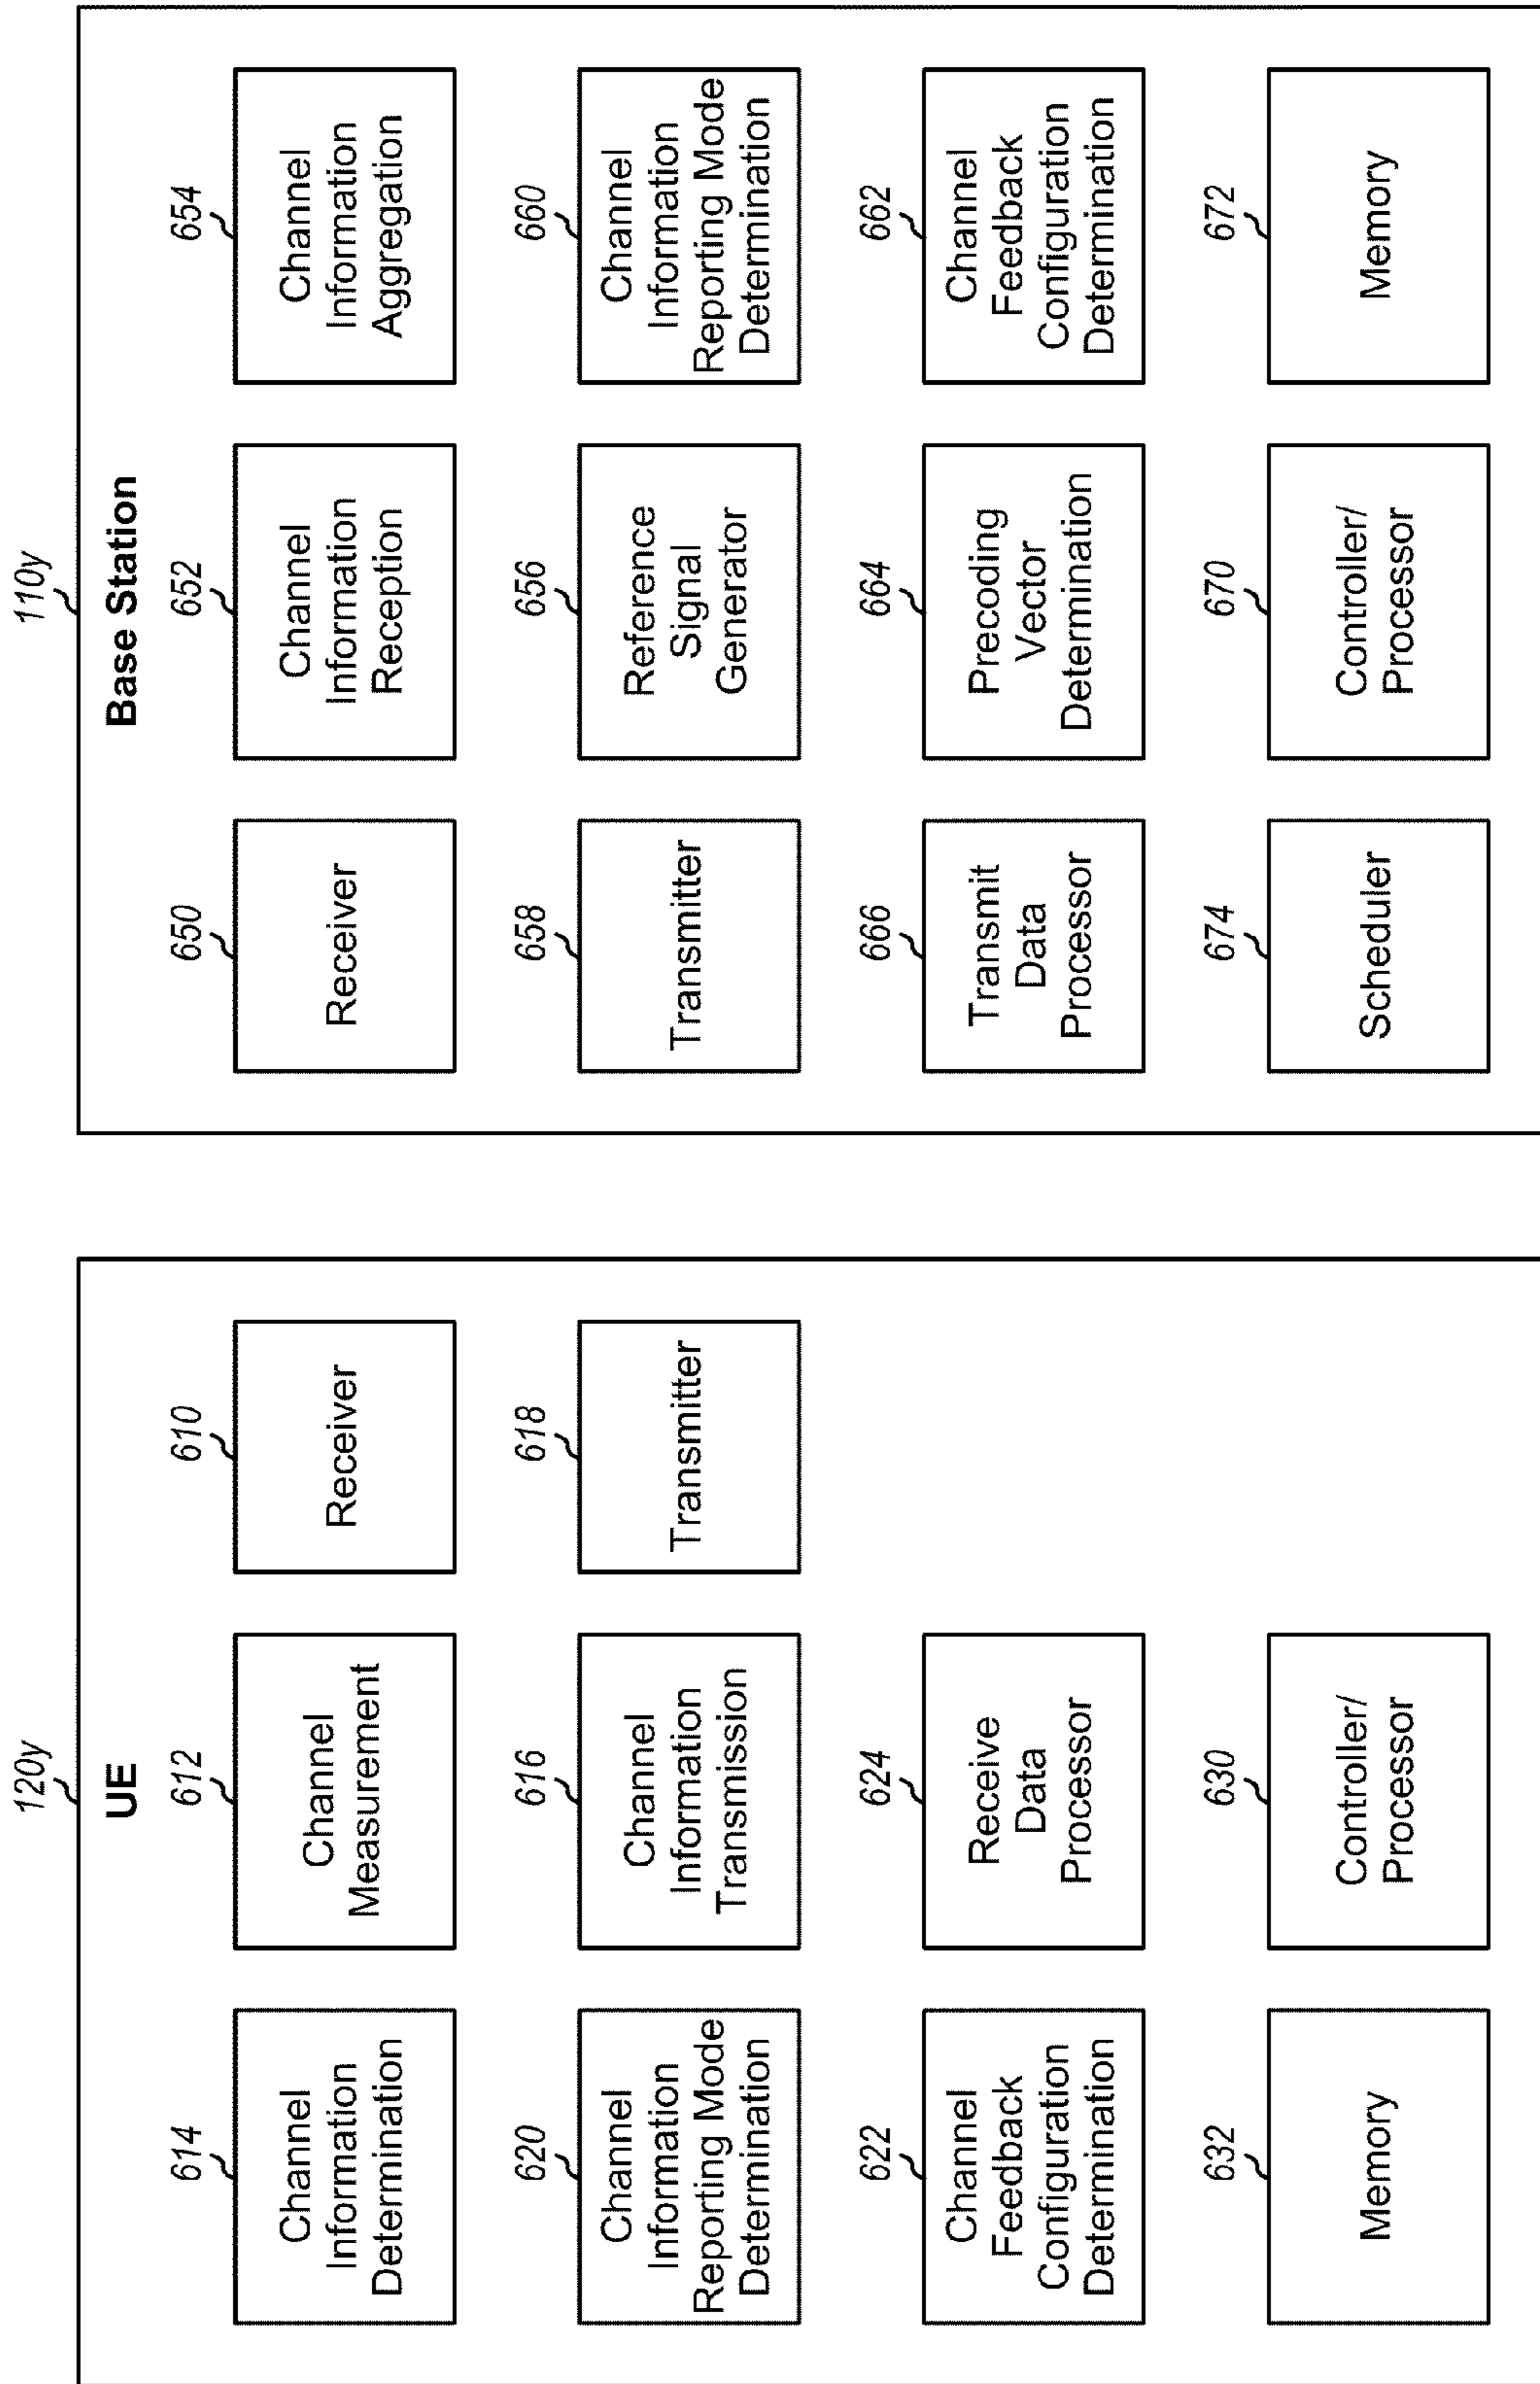 120y
UE
614
Channel
Information
Determination
612
Channel
Measurement
610
Receiver
620
Channel
Information
Reporting Mode
Determination
616
Channel
Information
Transmission
618
Transmitter
622
Channel
Feedback
Configuration
Determination
624
Receive
Data
Processor
632
Memory
630
Controller/
Processor
110y
Base Station
650
Receiver
652
Channel
Information
Reception
654
Channel
Information
Aggregation
658
Transmitter
656
Reference
Signal
Generator
660
Channel
Information
Reporting Mode
Determination
666
Transmit
Data
Processor
664
Precoding
Vector
Determination
662
Channel
Feedback
Configuration
Determination
674
Scheduler
670
Controller/
Processor
672
Memory